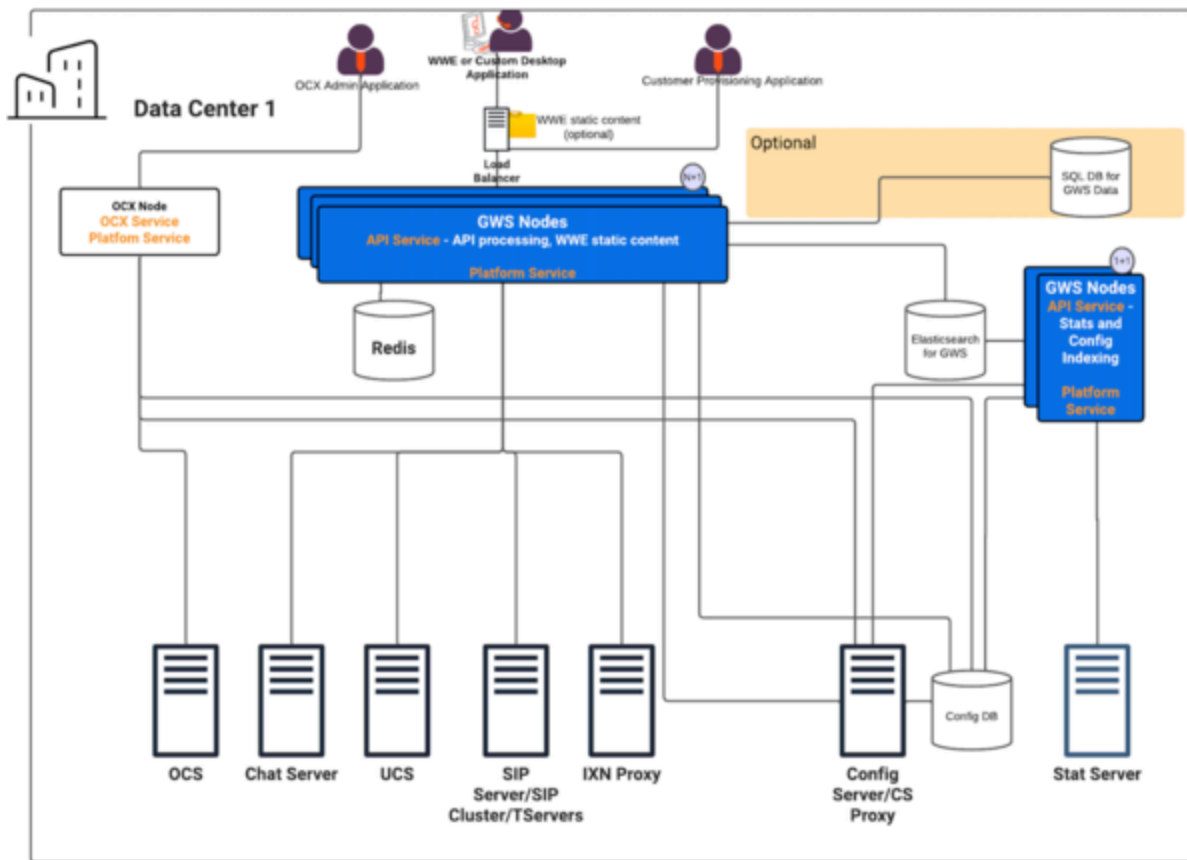 WWE or Custom Desktop
Application
OCX Admin Application
Customer Provisioning Application
Data Center 1
WWE static content
(optional)
Load
Balancer
Optional
SQL DB for
GWS Data
N+1
OCX Node
OCX Service
Platfom Service
GWS Nodes
API Service - API processing, WWE static content
Platform Service
1+1
GWS Nodes
API Service -
Stats and
Config
Indexing
Platform
Service
Redis
Elasticsearch
for GWS
Config DB
OCS
Chat Server
UCS
SIP
Server/SIP
Cluster/TServers
IXN Proxy
Config
Server/CS
Proxy
Stat Server